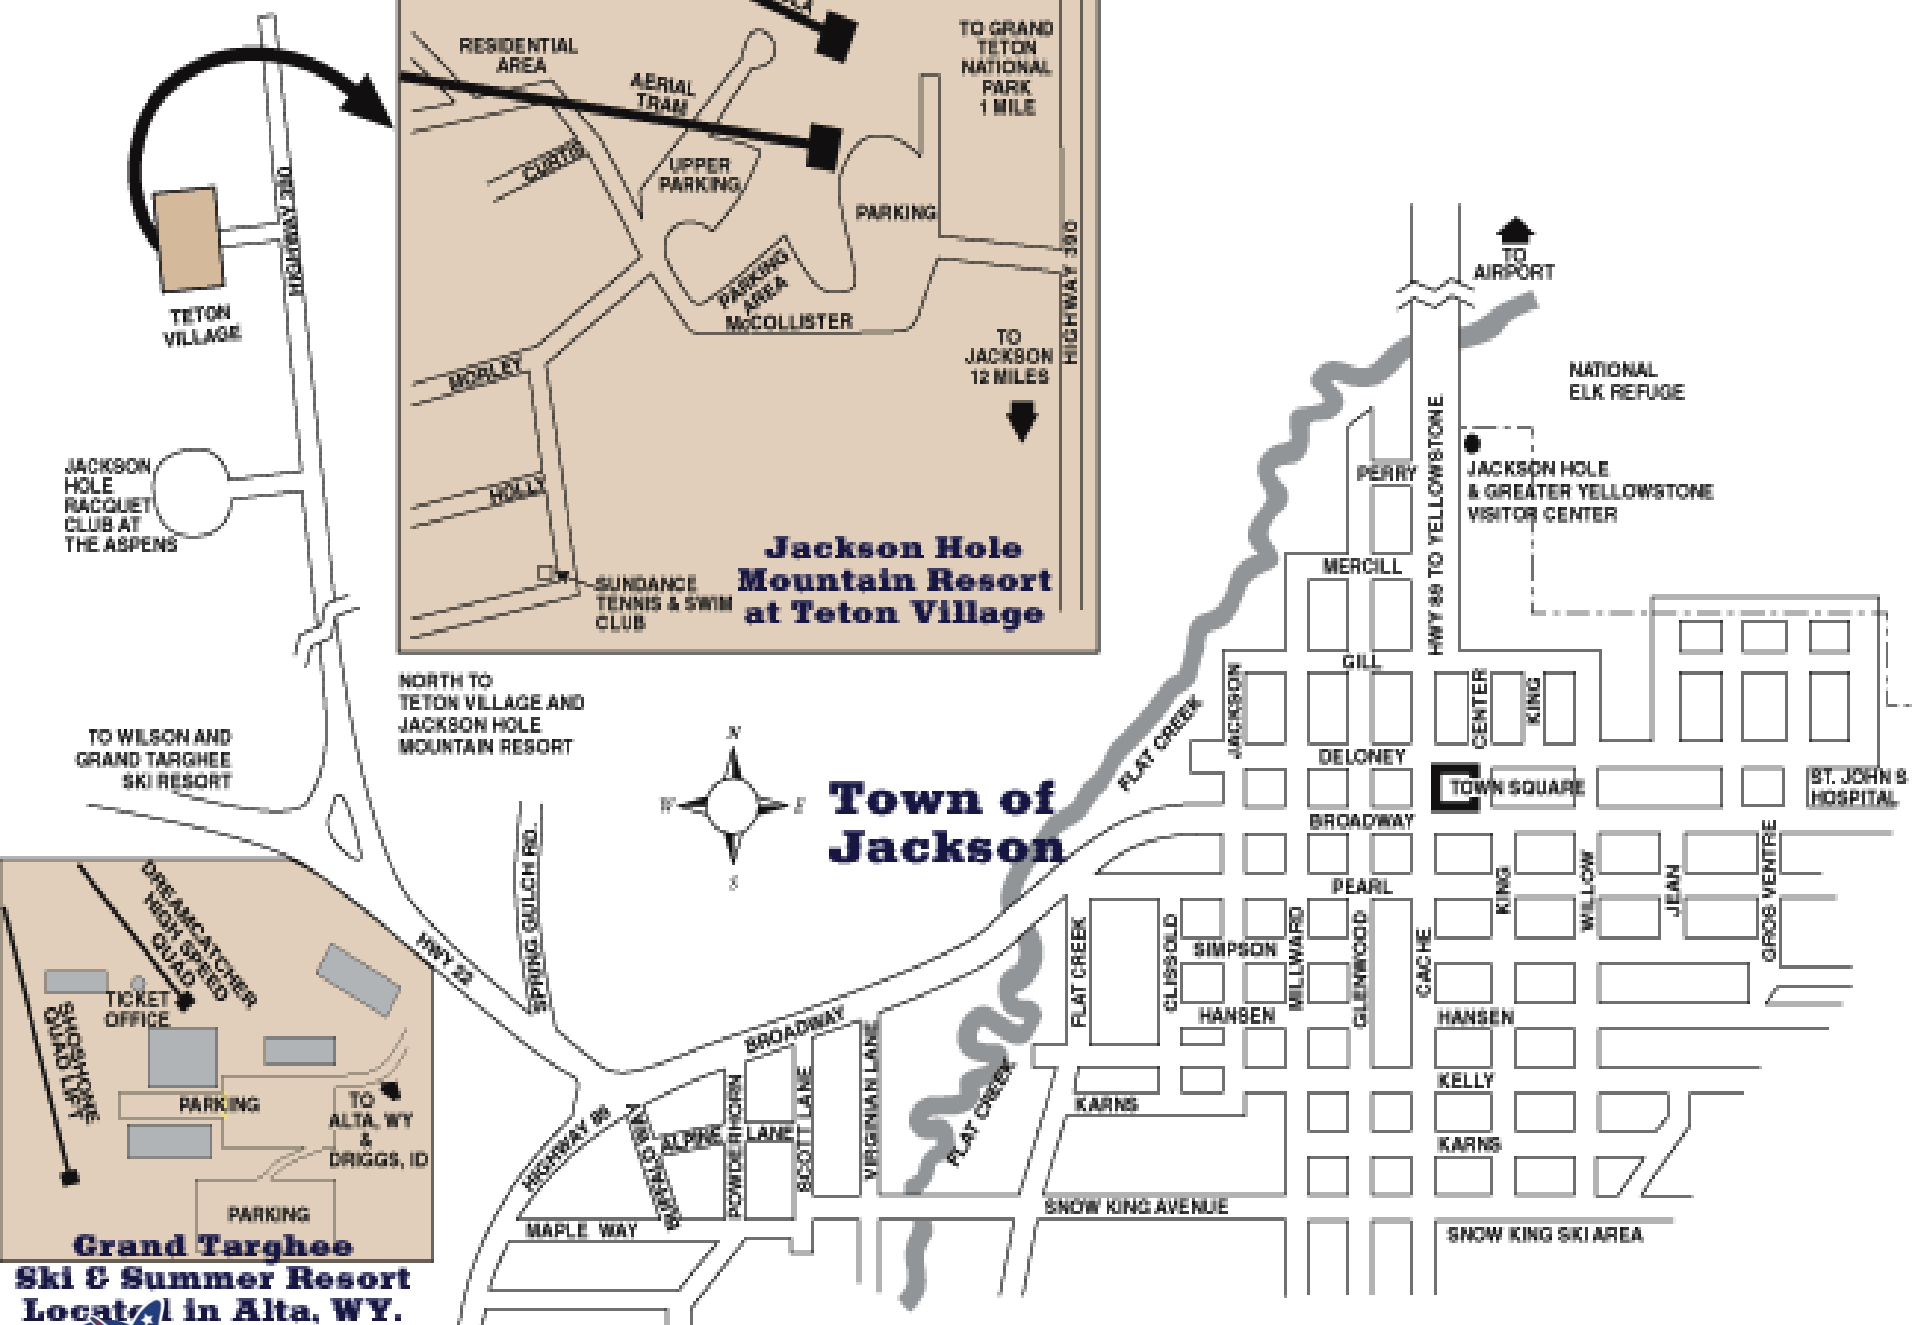 RESIDENTIAL
AREA
AERIAL
TRAM
TO GRAND
TETON
NATIONAL
PARK
1 MILE
CURTIS
UPPER
PARKING
PARKING
PARKING
AREA
McCOLLISTER
HIGHWAY 390
TO
JACKSON
12 MILES
MORLEY
HOLLY
SUNDANCE
TENNIS & SWIM
CLUB
Jackson Hole
Mountain Resort
at Teton Village
HIGHWAY 390
TETON
VILLAGE
JACKSON
HOLE
RACQUET
CLUB AT
THE ASPENS
NORTH TO
TETON VILLAGE AND
JACKSON HOLE
MOUNTAIN RESORT
TO WILSON AND
GRAND TARGHEE
SKI RESORT
N
W
E
S
Town of
Jackson
TO
AIRPORT
NATIONAL
ELK REFUGE
HWY 89 TO YELLOWSTONE
PERRY
JACKSON HOLE
& GREATER YELLOWSTONE
VISITOR CENTER
MERCILL
GILL
JACKSON
CENTER
KING
FLAT CREEK
DELONEY
TOWN SQUARE
ST. JOHN'S
HOSPITAL
BROADWAY
PEARL
KING
WILLOW
JEAN
GROS VENTRE
FLAT CREEK
CLISSOLD
SIMPSON
MILLWARD
GLENWOOD
CACHE
HANSEN
HANSEN
KELLY
KARNS
KARNS
SNOW KING AVENUE
SNOW KING SKI AREA
SPRING GULCH RD.
HWY 22
BROADWAY
VIRGINIAN LANE
FLAT CREEK
HIGHWAY 89
BUFFALO WAY
ALPINE LANE
POWDERHORN
SCOTT LANE
MAPLE WAY
DREAMCATCHER
HIGH SPEED
QUAD
TICKET
OFFICE
SHOSHONE
QUAD LIFT
PARKING
TO
ALTA, WY
&
DRIGGS, ID
PARKING
Grand Targhee
Ski & Summer Resort
Located in Alta, WY.